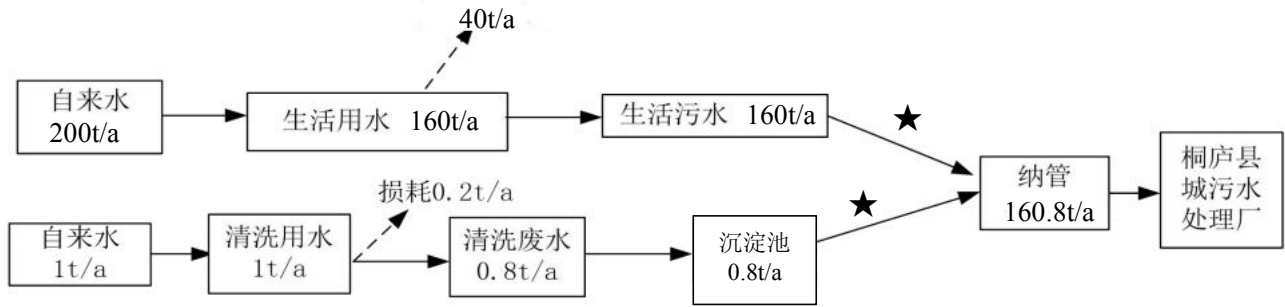 40t/a
自来水
200t/a
生活用水 160t/a
生活污水 160t/a
★
纳管
160.8t/a
桐庐县
城污水
处理厂
损耗0.2t/a
★
自来水
1t/a
清洗用水
1t/a
清洗废水
0.8t/a
沉淀池
0.8t/a